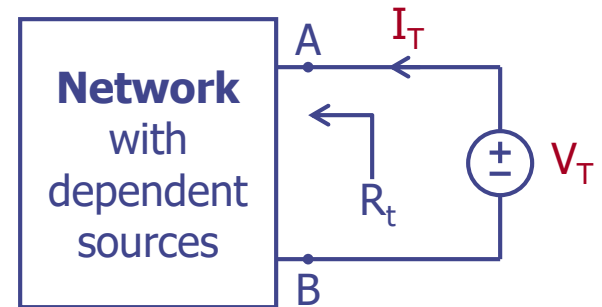 Network
with
dependent
sources
A
I_T
R_t
+
−
V_T
B